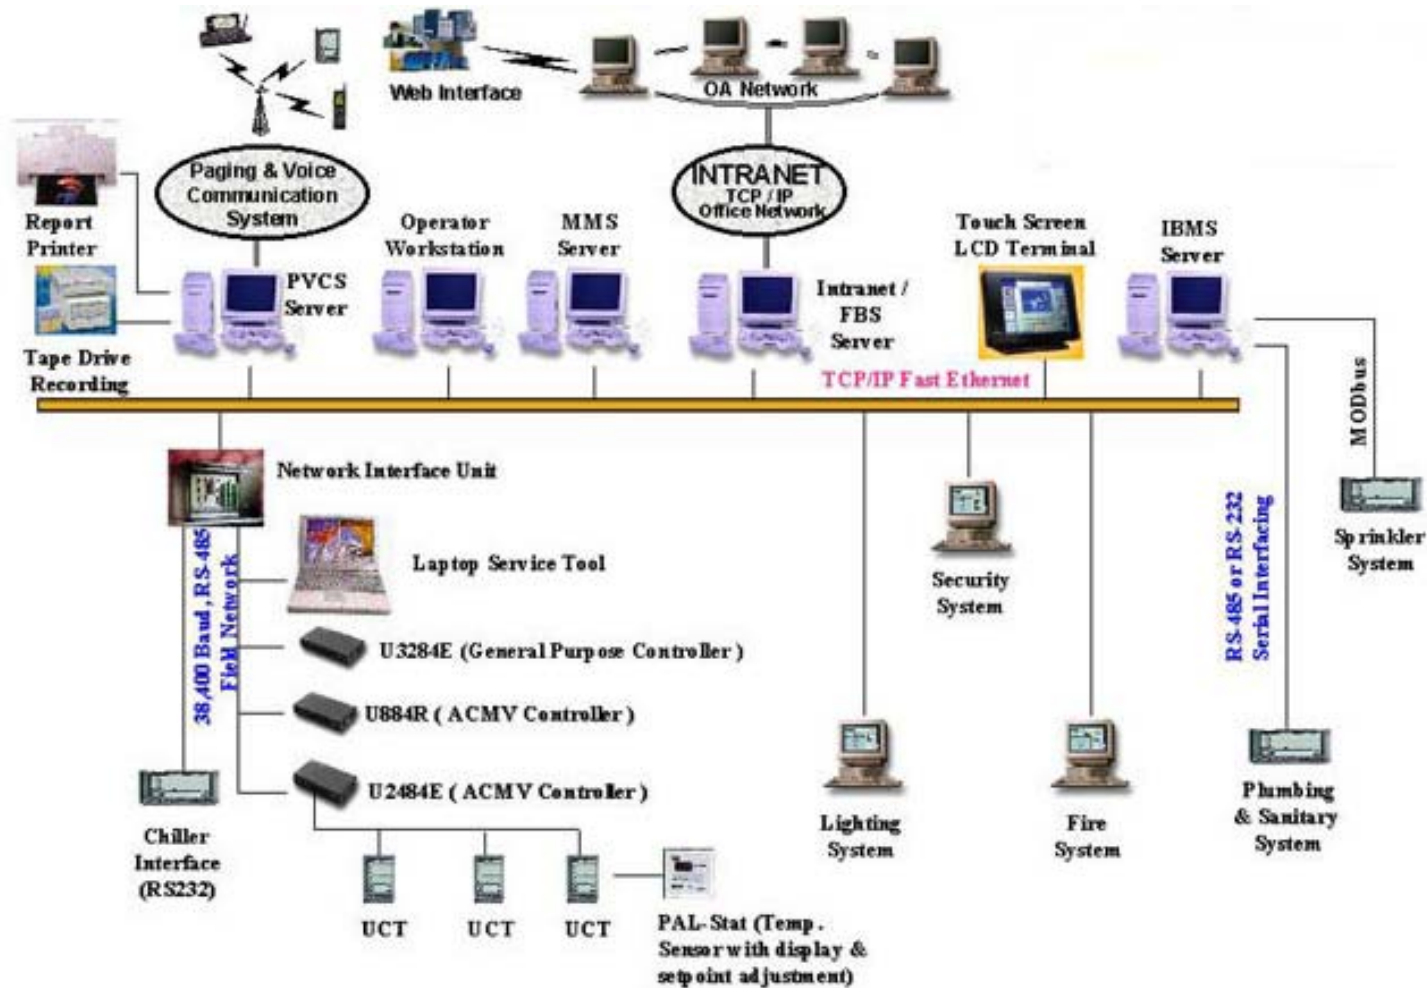 Web Interface
OA Network
Paging & Voice
Communication
System
INTRANET
TCP / IP
Office Network
Report
Printer
Operator
Workstation
MMS
Server
Touch Screen
LCD Terminal
IBMS
Server
PVCS
Server
Intranet /
FBS
Server
Tape Drive
Recording
TCP/IP Fast Ethernet
MODbus
Network Interface Unit
38,400 Baud, RS-485
Field Network
Laptop Service Tool
RS-485 or RS-232
Serial Interfacing
Sprinkler
System
Security
System
U3284E (General Purpose Controller )
U884R ( ACMV Controller )
U2484E ( ACMV Controller )
Chiller
Interface
(RS232)
Lighting
System
Fire
System
Plumbing
& Sanitary
System
UCT
UCT
UCT
PAL-Stat (Temp.
Sensor with display &
setpoint adjustment)